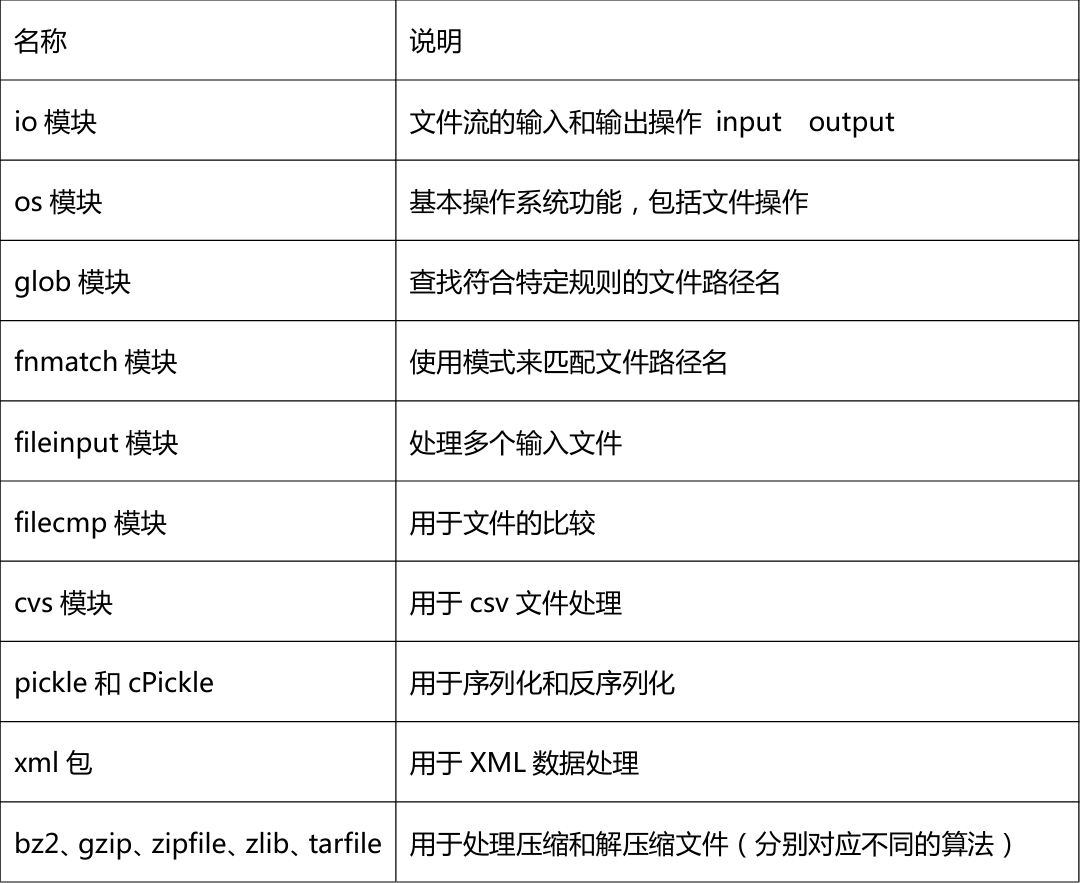 名称 说明
io 模块 文件流的输入和输出操作 input output
os 模块 基本操作系统功能，包括文件操作
glob 模块 查找符合特定规则的文件路径名
fnmatch 模块 使用模式来匹配文件路径名
fileinput 模块 处理多个输入文件
filecmp 模块 用于文件的比较
cvs 模块 用于 csv 文件处理
pickle 和 cPickle 用于序列化和反序列化
xml 包 用于 XML 数据处理
bz2、gzip、zipfile、zlib、tarfile 用于处理压缩和解压缩文件（分别对应不同的算法）